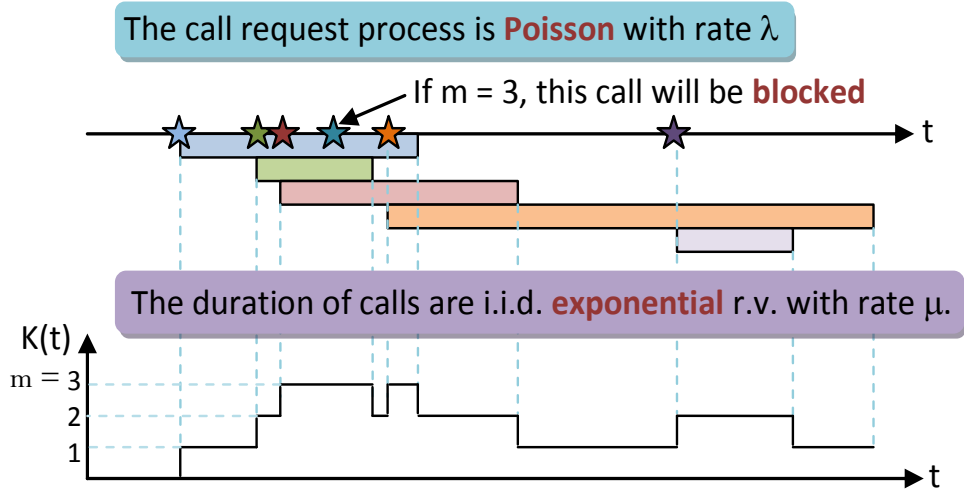 The call request process is Poisson with rate λ
If m = 3, this call will be blocked
t
The duration of calls are i.i.d. exponential r.v. with rate μ.
K(t)
m = 3
2
1
t